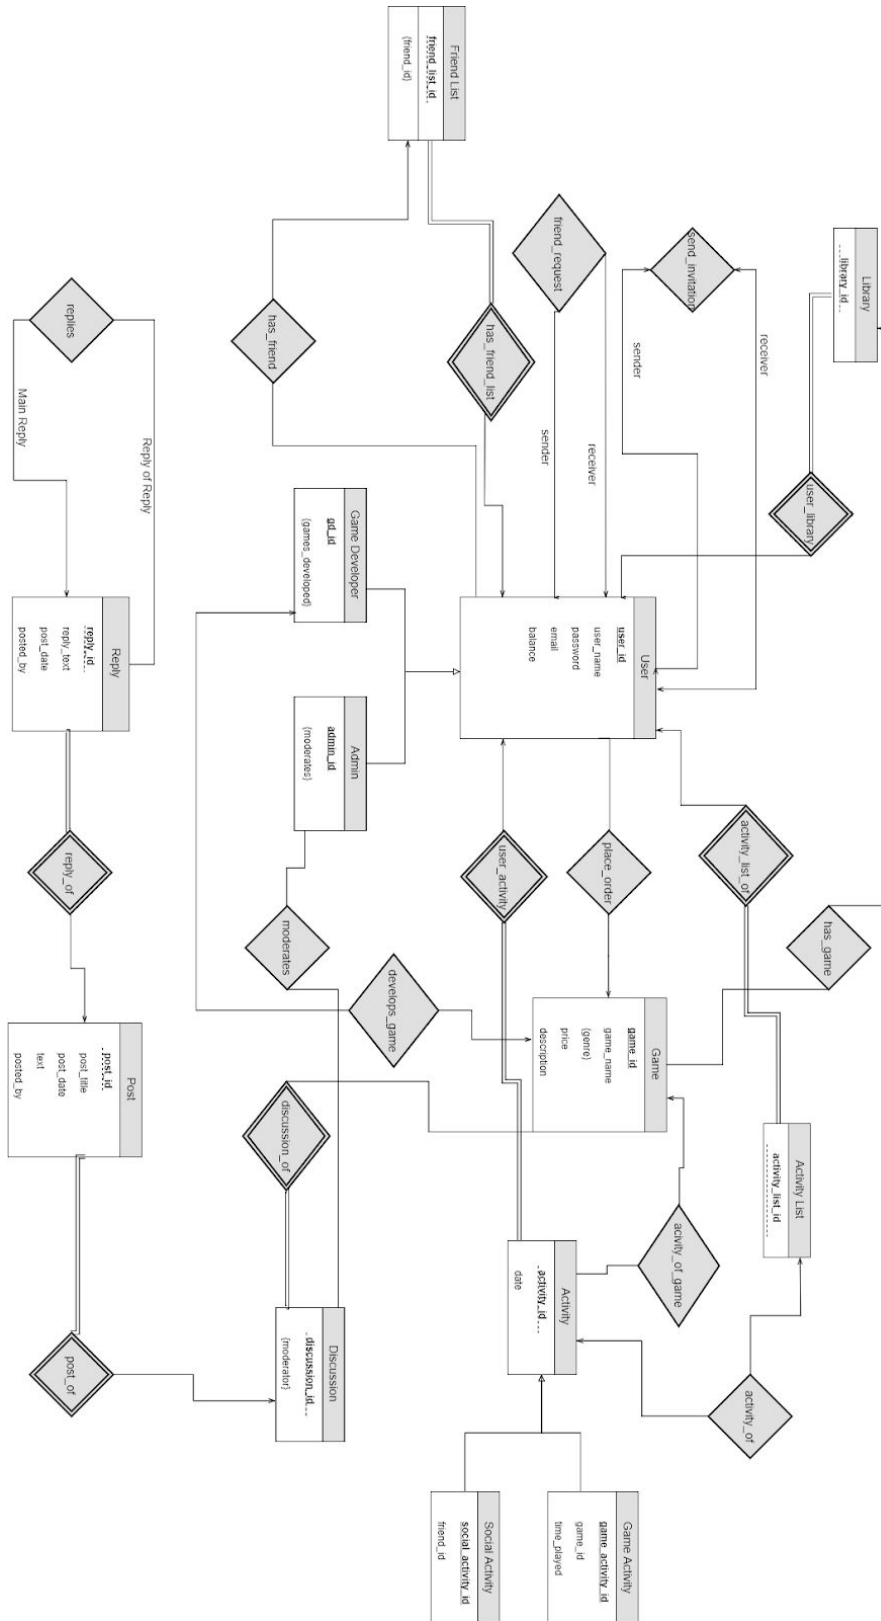 Friend List
friend_list_id
{friend_id}
has_friend
has_friend_list
friend_request
sender
receiver
send_invitation
sender
receiver
Library
library_id
user_library
replies
Main Reply
Reply of Reply
Reply
reply_id
reply_text
post_date
posted_by
reply_of
Game Developer
gd_id
{games_developed}
Admin
admin_id
{moderates}
moderates
User
user_id
user_name
password
email
balance
user_activity
place_order
activity_list_of
has_game
develops_game
Game
game_id
game_name
{genre}
price
description
discussion_of
Post
post_id
post_title
post_date
text
posted_by
post_of
Discussion
discussion_id
{moderator}
Activity
activity_id
date
acivity_of_game
Activity List
activity_list_id
activity_of
Social Activity
social_activity_id
friend_id
Game Activity
game_activity_id
game_id
time_played